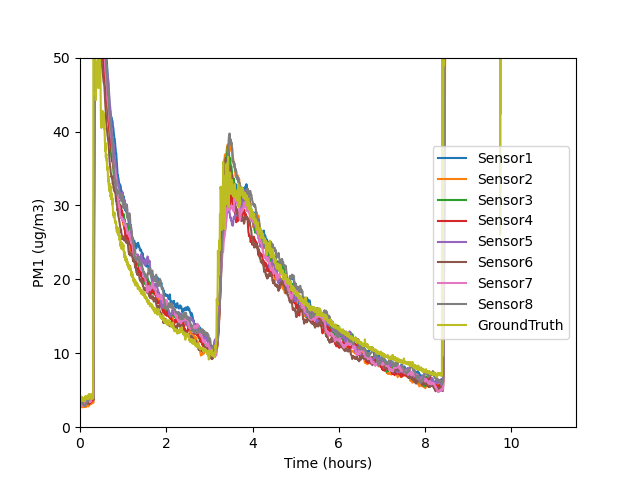 50
40
30
20
10
0
PM1 (ug/m3)
0 2 4 6 8 10
Time (hours)
Sensor1
Sensor2
Sensor3
Sensor4
Sensor5
Sensor6
Sensor7
Sensor8
GroundTruth